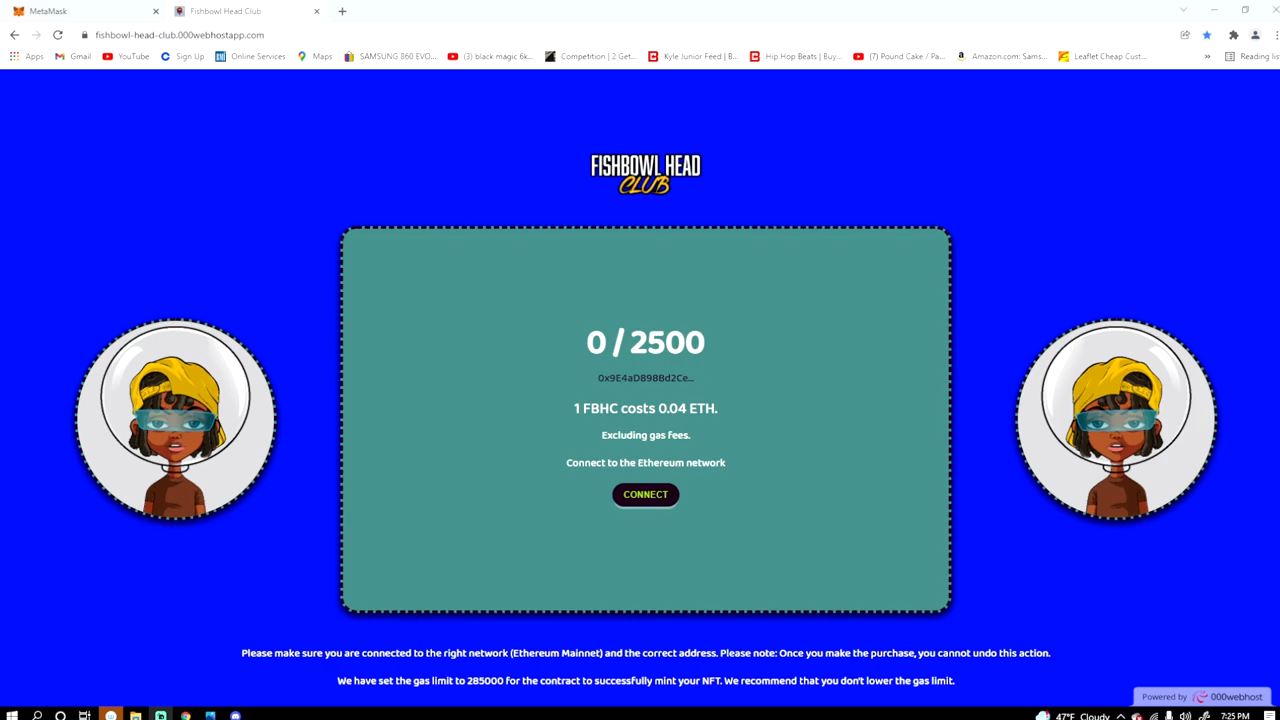 MetaMask
Fishbowl Head Club
fishbowl-head-club.000webhostapp.com
Apps
Gmail
YouTube
Sign Up
Online Services
Maps
SAMSUNG 860 EVO...
(3) black magic 6k...
Competition | 2 Get...
Kyle Junior Feed | B...
Hip Hop Beats | Buy...
(7) Pound Cake / Pa...
Amazon.com: Sams...
Leaflet Cheap Cust...
»
Reading list
FISHBOWL HEAD
CLUB
0 / 2500
0x9E4aD898Bd2Ce...
1 FBHC costs 0.04 ETH.
Excluding gas fees.
Connect to the Ethereum network
CONNECT
Please make sure you are connected to the right network (Ethereum Mainnet) and the correct address. Please note: Once you make the purchase, you cannot undo this action.
We have set the gas limit to 285000 for the contract to successfully mint your NFT. We recommend that you don't lower the gas limit.
Powered by 000webhost
47°F Cloudy
7:25 PM